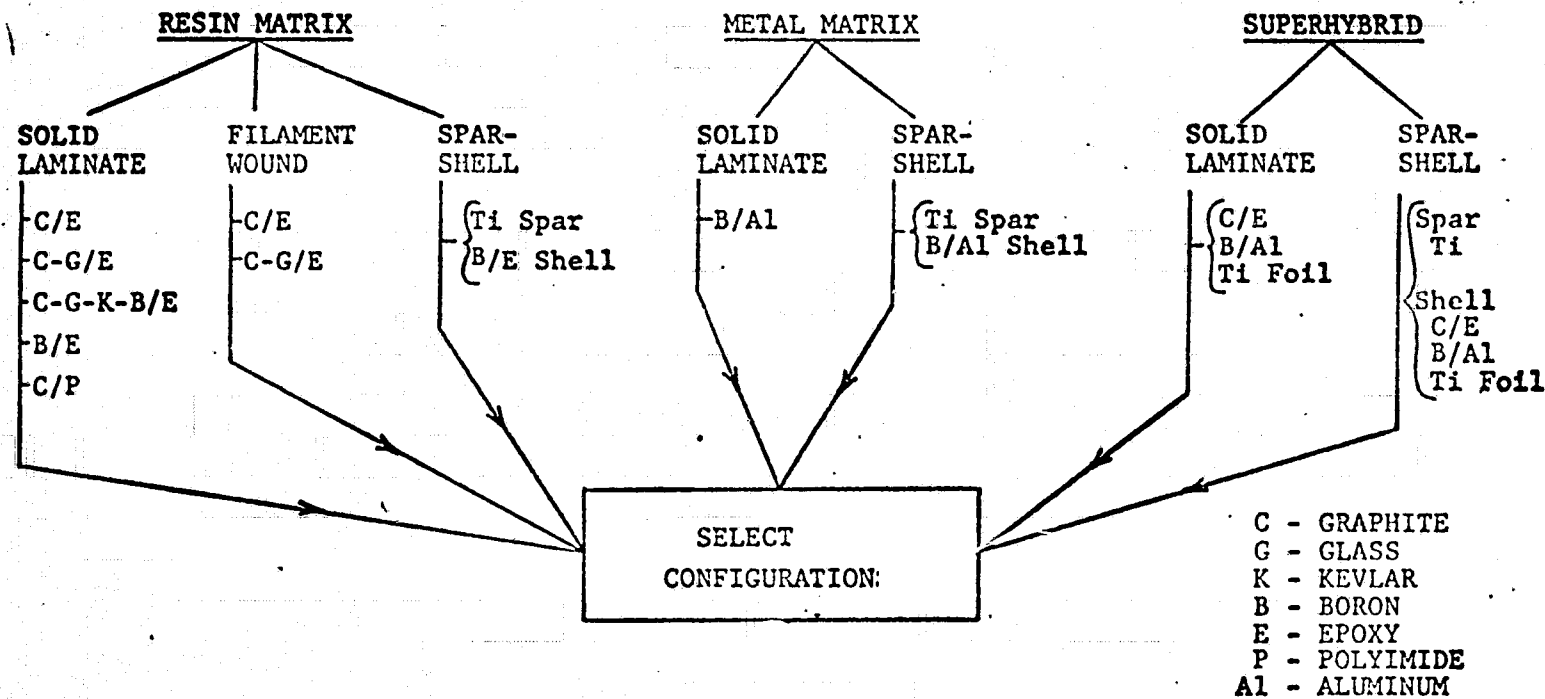 RESIN MATRIX
SOLID
LAMINATE
C/E
C-G/E
C-G-K-B/E
B/E
C/P
FILAMENT
WOUND
C/E
C-G/E
SPAR-
SHELL
Ti Spar
B/E Shell
METAL MATRIX
SOLID
LAMINATE
B/Al
SPAR-
SHELL
Ti Spar
B/Al Shell
SUPERHYBRID
SOLID
LAMINATE
C/E
B/Al
Ti Foil
SPAR-
SHELL
Spar
Ti
Shell
C/E
B/Al
Ti Foil
SELECT
CONFIGURATION:
C - GRAPHITE
G - GLASS
K - KEVLAR
B - BORON
E - EPOXY
P - POLYIMIDE
Al - ALUMINUM